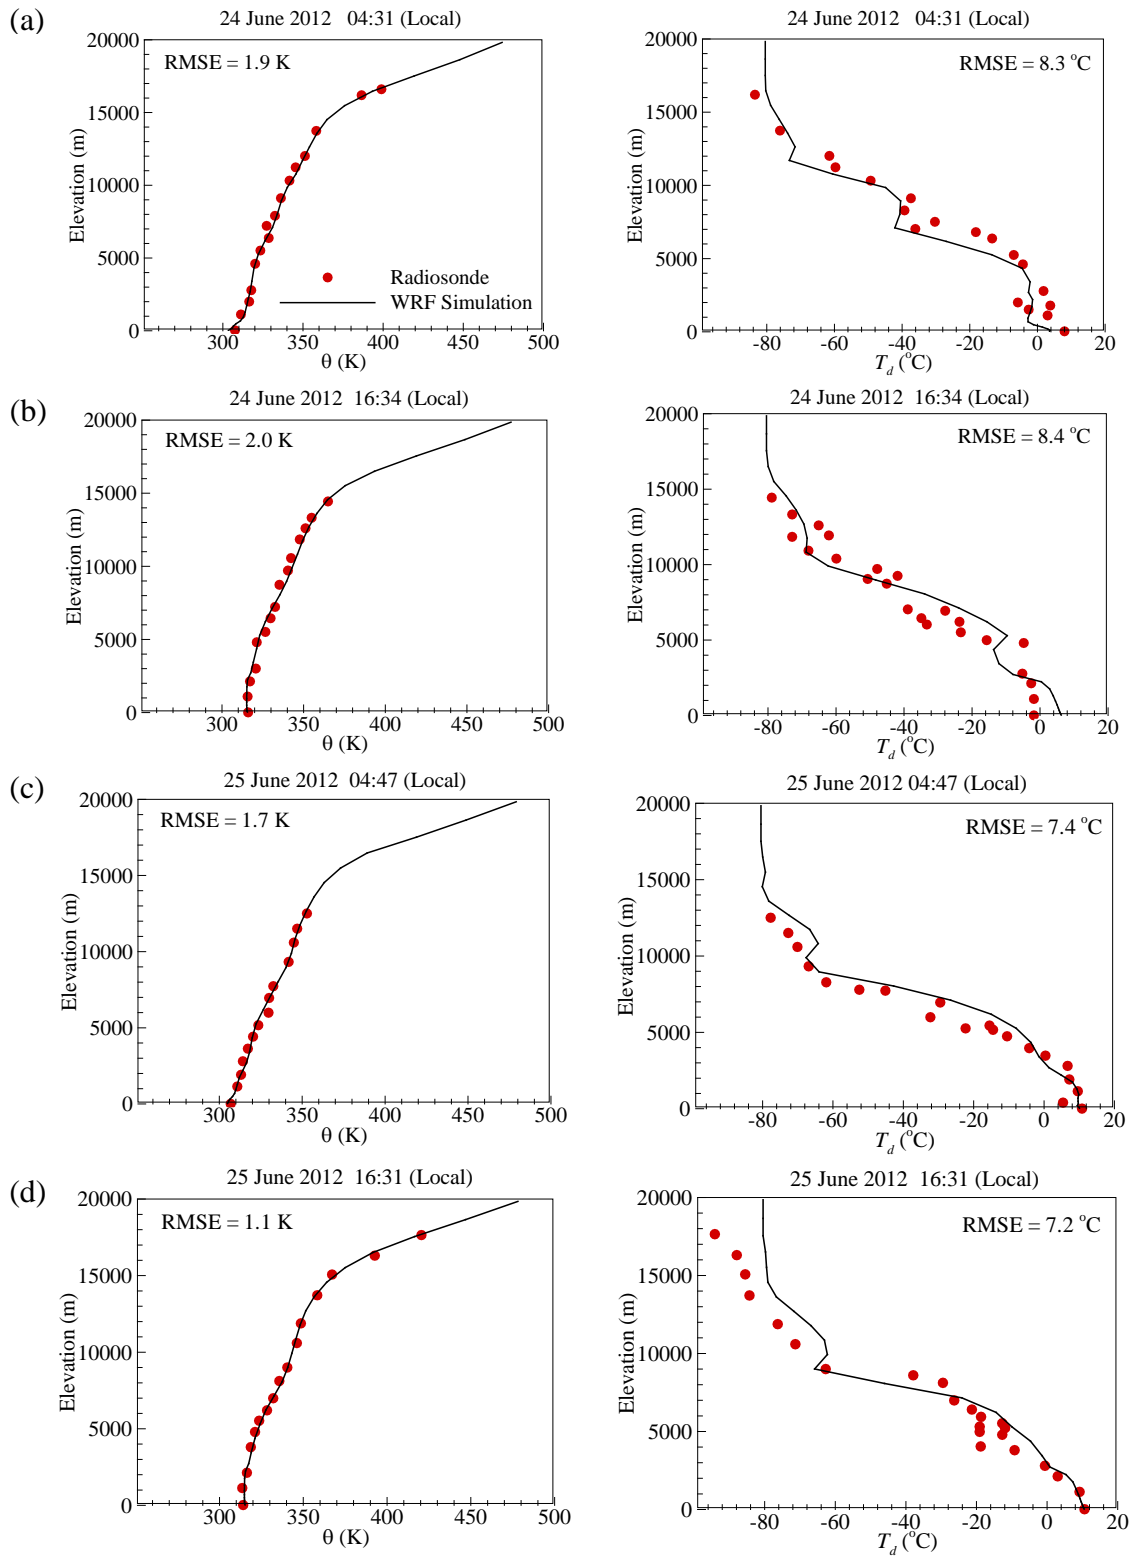 (a)
24 June 2012 04:31 (Local)
RMSE = 1.9 K
Elevation (m)
20000
15000
10000
5000
0
Radiosonde
WRF Simulation
300 350 400 450 500
θ (K)
24 June 2012 04:31 (Local)
RMSE = 8.3 °C
Elevation (m)
20000
15000
10000
5000
0
-80 -60 -40 -20 0 20
T_d (°C)
(b)
24 June 2012 16:34 (Local)
RMSE = 2.0 K
Elevation (m)
20000
15000
10000
5000
0
300 350 400 450 500
θ (K)
24 June 2012 16:34 (Local)
RMSE = 8.4 °C
Elevation (m)
20000
15000
10000
5000
0
-80 -60 -40 -20 0 20
T_d (°C)
(c)
25 June 2012 04:47 (Local)
RMSE = 1.7 K
Elevation (m)
20000
15000
10000
5000
0
300 350 400 450 500
θ (K)
25 June 2012 04:47 (Local)
RMSE = 7.4 °C
Elevation (m)
20000
15000
10000
5000
0
-80 -60 -40 -20 0 20
T_d (°C)
(d)
25 June 2012 16:31 (Local)
RMSE = 1.1 K
Elevation (m)
20000
15000
10000
5000
0
300 350 400 450 500
θ (K)
25 June 2012 16:31 (Local)
RMSE = 7.2 °C
Elevation (m)
20000
15000
10000
5000
0
-80 -60 -40 -20 0 20
T_d (°C)